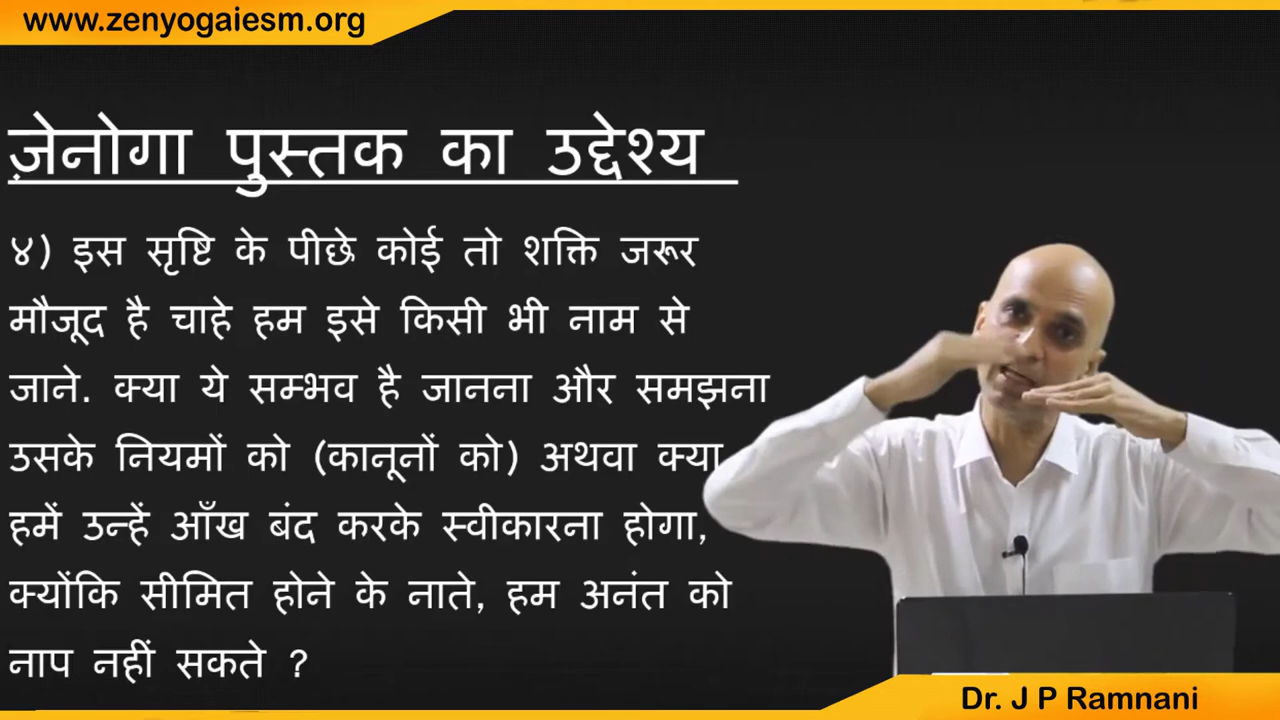 www.zenyogaiesm.org
ज़ेनोगा पुस्तक का उद्देश्य
४) इस सृष्टि के पीछे कोई तो शक्ति जरूर
मौजूद है चाहे हम इसे किसी भी नाम से
जाने. क्या ये सम्भव है जानना और समझना
उसके नियमों को (कानूनों को) अथवा क्या
हमें उन्हें आँख बंद करके स्वीकारना होगा,
क्योंकि सीमित होने के नाते, हम अनंत को
नाप नहीं सकते ?
Dr. J P Ramnani